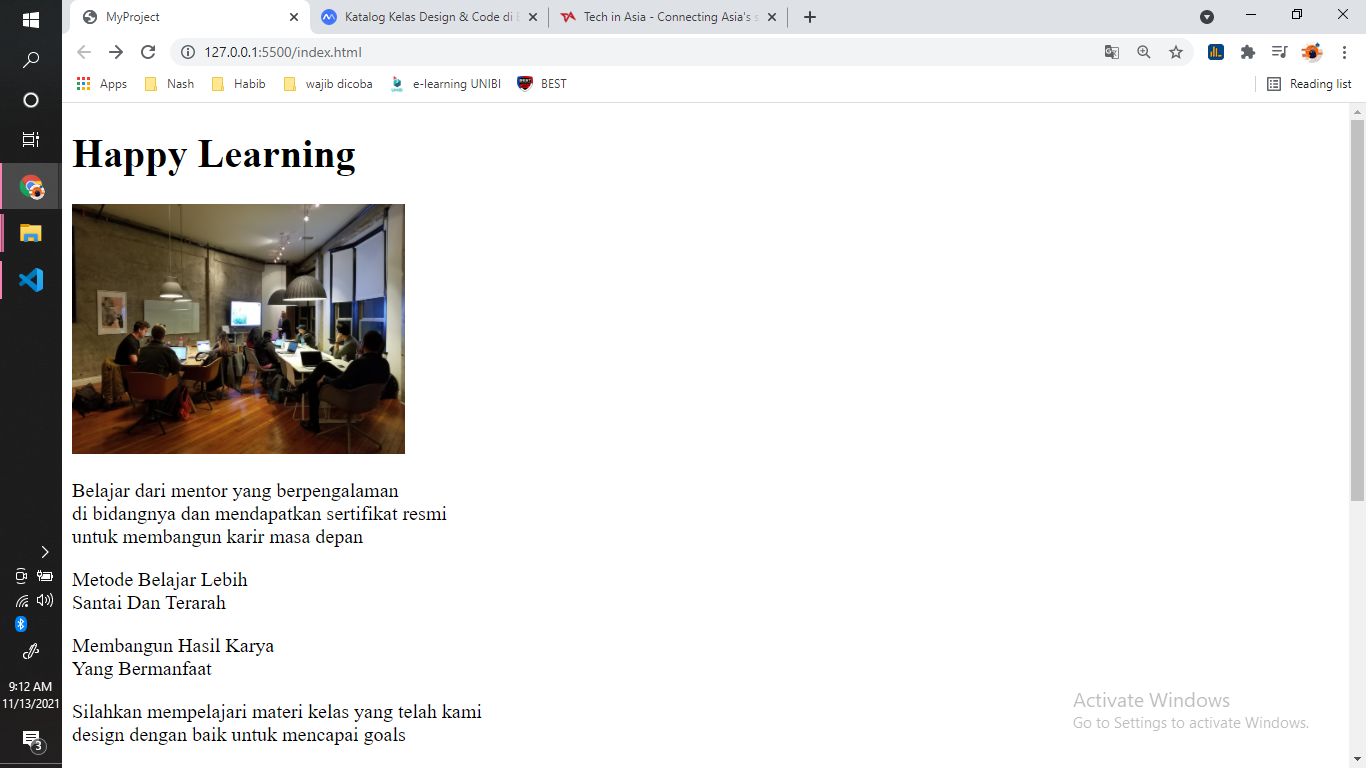 MyProject
Katalog Kelas Design & Code di
Tech in Asia - Connecting Asia's
127.0.0.1:5500/index.html
Apps
Nash
Habib
wajib dicoba
e-learning UNIBI
BEST
Reading list
Happy Learning
Belajar dari mentor yang berpengalaman
di bidangnya dan mendapatkan sertifikat resmi
untuk membangun karir masa depan
Metode Belajar Lebih
Santai Dan Terarah
Membangun Hasil Karya
Yang Bermanfaat
Silahkan mempelajari materi kelas yang telah kami
design dengan baik untuk mencapai goals
Activate Windows
Go to Settings to activate Windows.
9:12 AM
11/13/2021
3